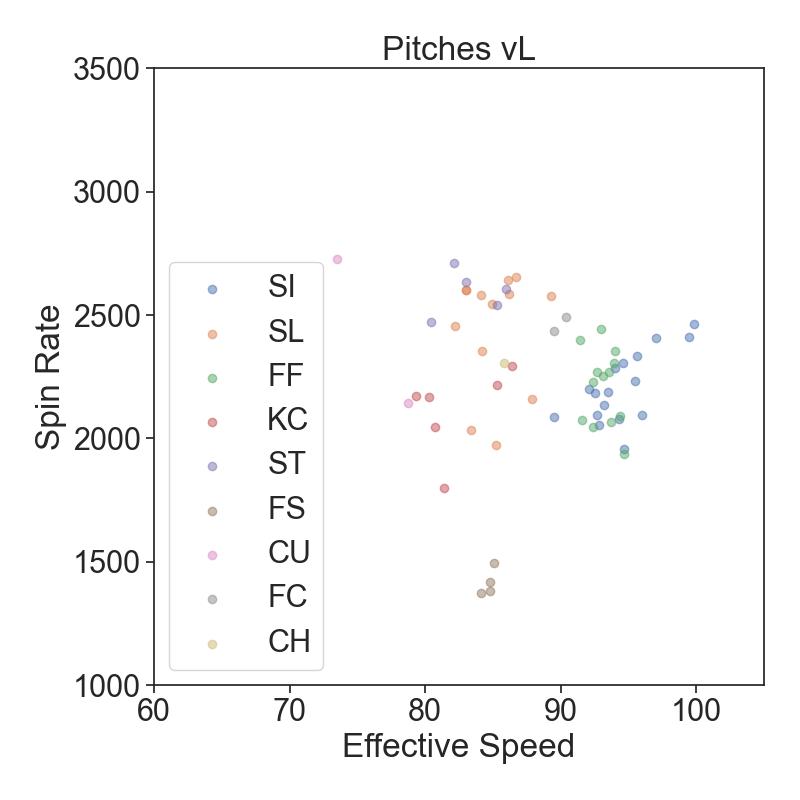 Pitches vL
3500
3000
2500
2000
1500
1000
Spin Rate
SI
SL
FF
KC
ST
FS
CU
FC
CH
60 70 80 90 100
Effective Speed